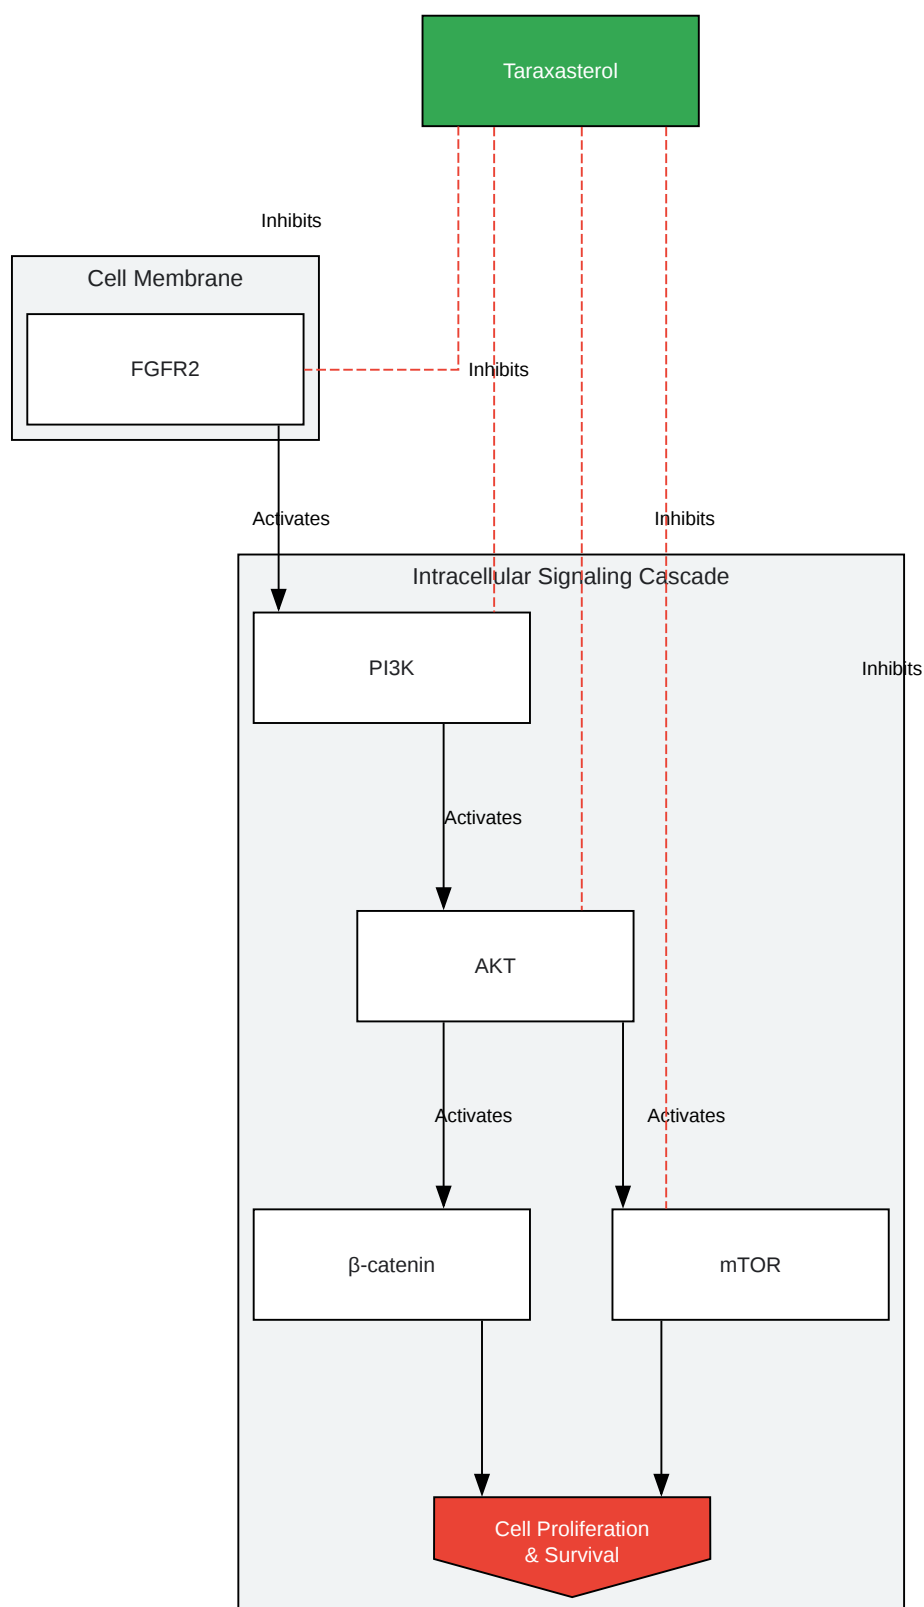 Taraxasterol
Inhibits
Cell Membrane
FGFR2
Inhibits
Activates
Inhibits
Intracellular Signaling Cascade
PI3K
Inhibits
Activates
AKT
Activates
Activates
β-catenin
mTOR
Cell Proliferation
& Survival